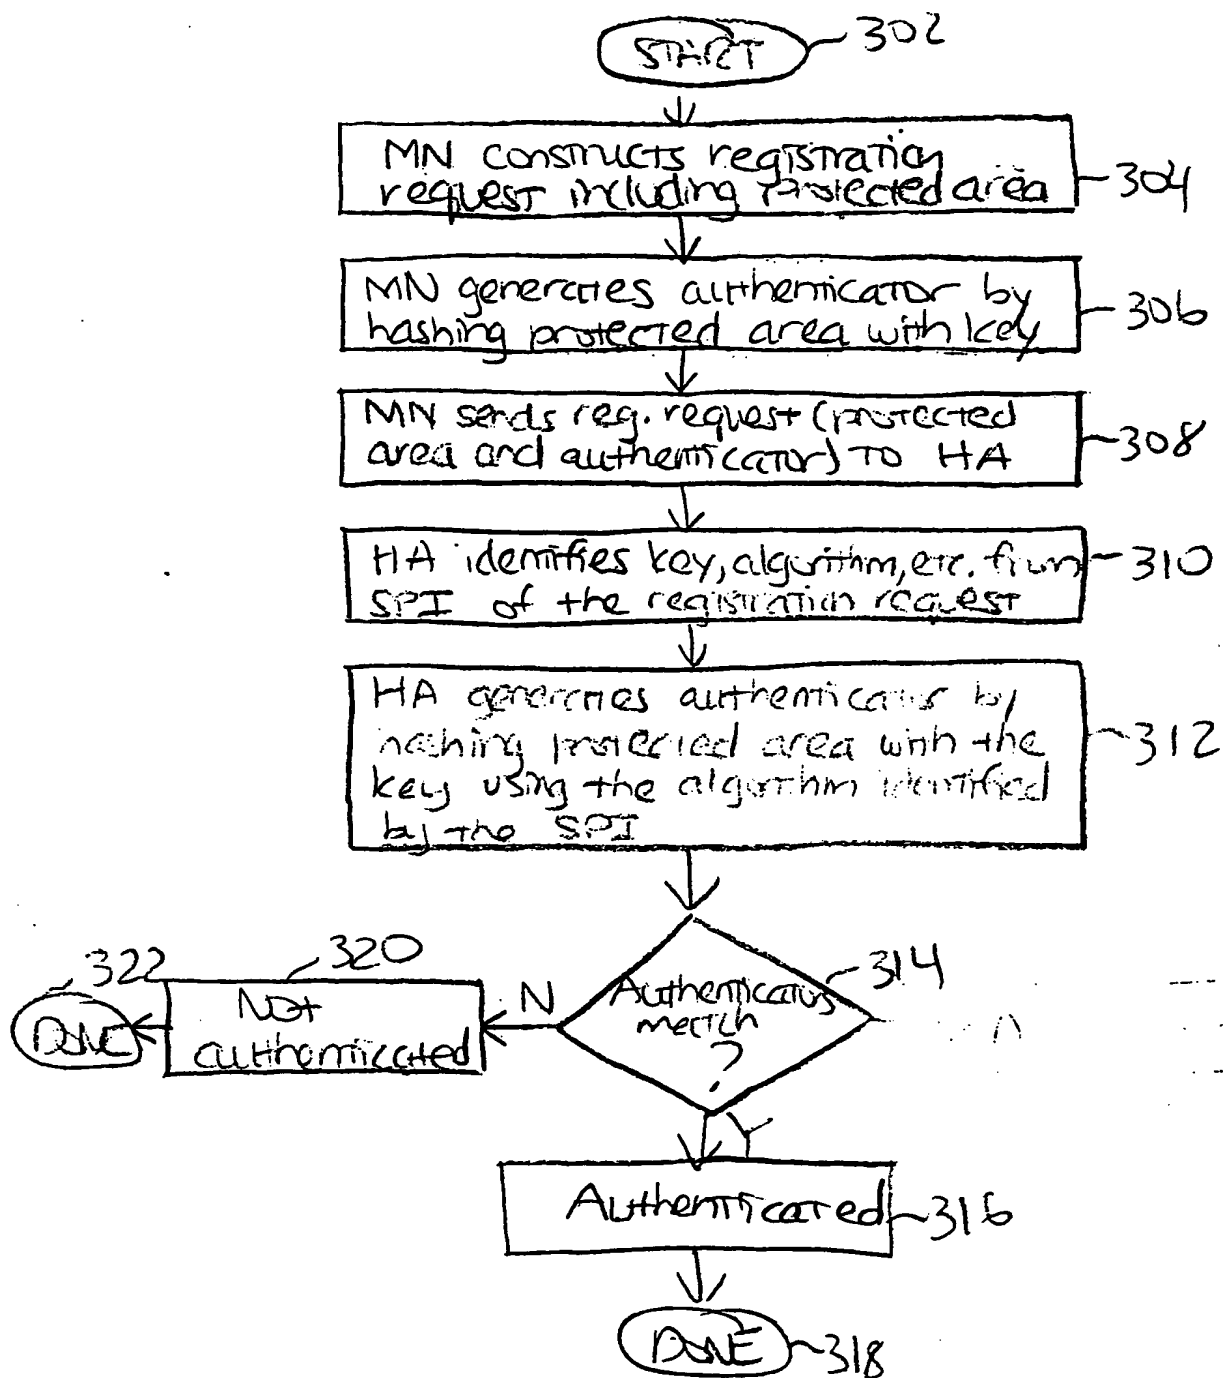 START
302
MN constructs registration
request including protected area
304
MN generates authenticator by
hashing protected area with key
306
MN sends reg. request (protected
area and authenticator) to HA
308
HA identifies key, algorithm, etc. from
SPI of the registration request
310
HA generates authenticator by
hashing protected area with the
key using the algorithm identified
by the SPI
312
Authenticators
match
?
314
N
320
Not
authenticated
322
DONE
Y
Authenticated
316
DONE
318